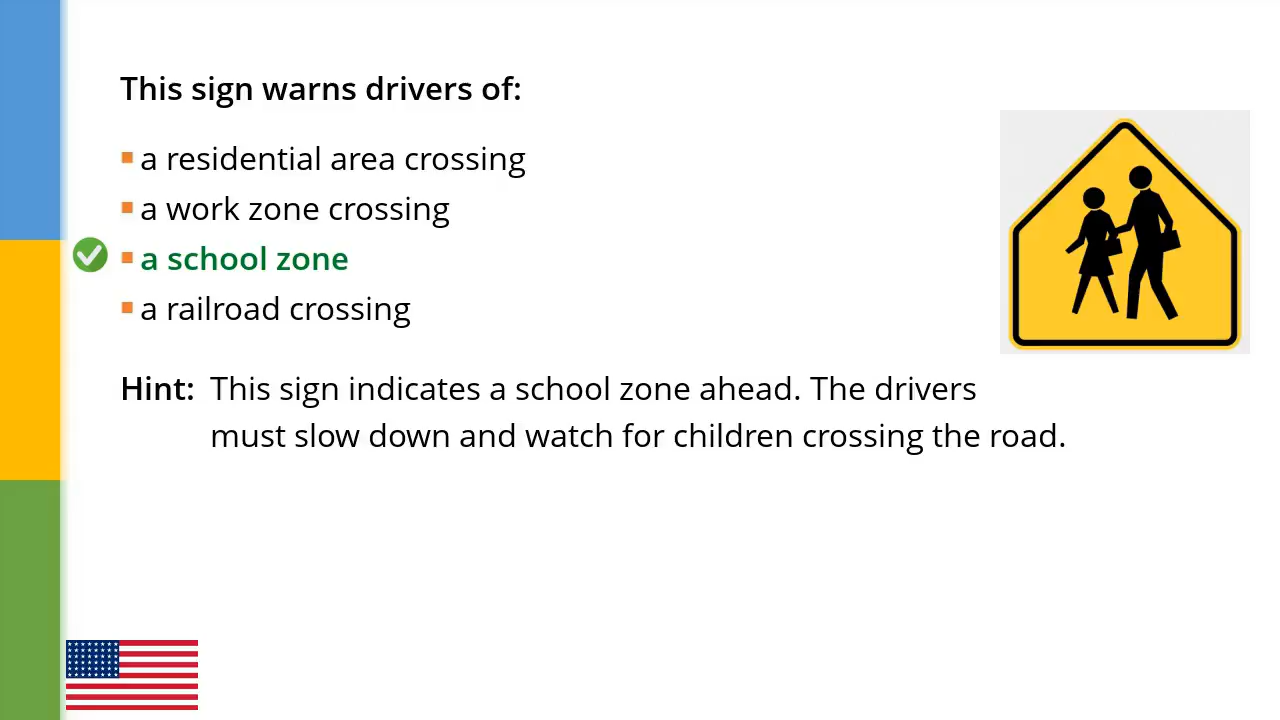 This sign warns drivers of:
a residential area crossing
a work zone crossing
a school zone
a railroad crossing
Hint: This sign indicates a school zone ahead. The drivers
must slow down and watch for children crossing the road.